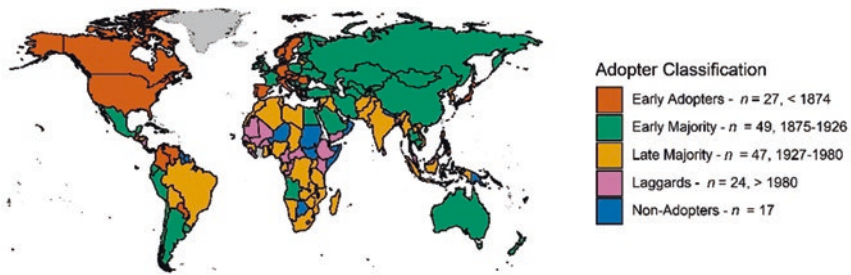 Adopter Classification
Early Adopters - n = 27, < 1874
Early Majority - n = 49, 1875-1926
Late Majority - n = 47, 1927-1980
Laggards - n = 24, > 1980
Non-Adopters - n = 17